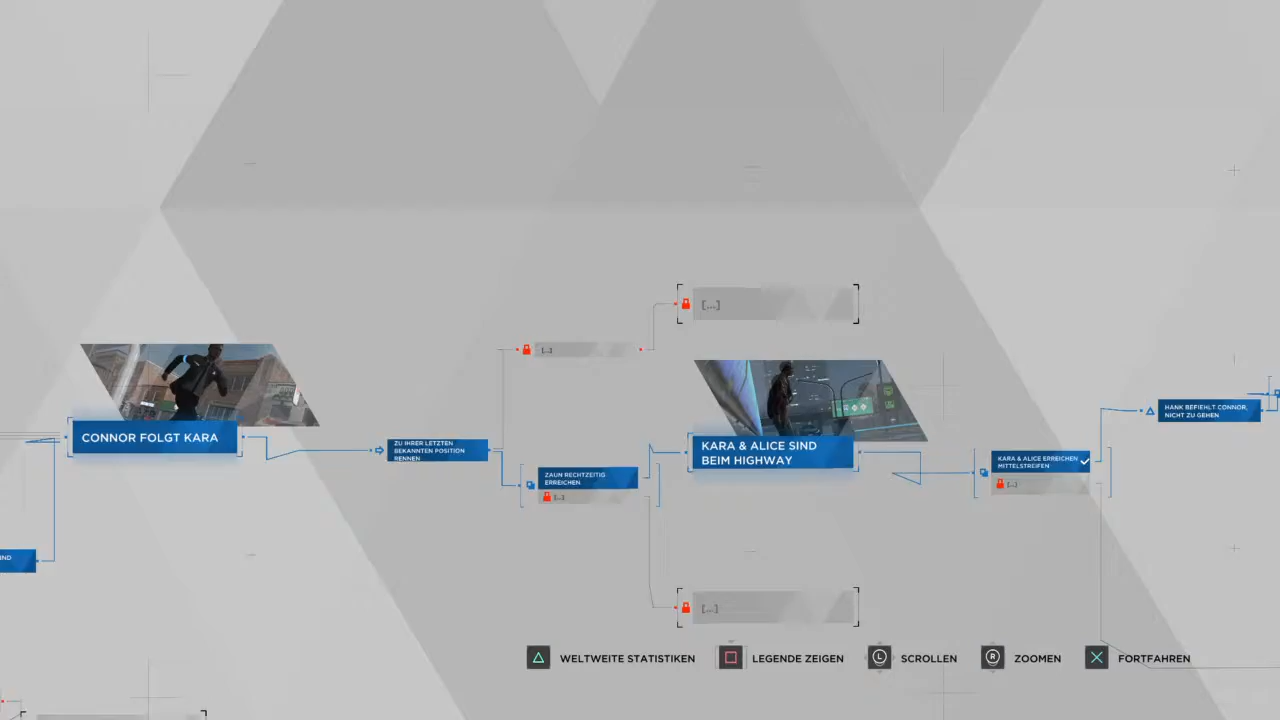 [...]
[...]
CONNOR FOLGT KARA
ZU IHRER LETZTEN
BEKANNTEN POSITION
RENNEN
ZAUN RECHTZEITIG
ERREICHEN
[...]
KARA & ALICE SIND
BEIM HIGHWAY
KARA & ALICE ERREICHEN
MITTELSTREIFEN
[...]
HANK BEFIEHLT CONNOR,
NICHT ZU GEHEN
IND
[...]
WELTWEITE STATISTIKEN
LEGENDE ZEIGEN
L SCROLLEN
R ZOOMEN
FORTFAHREN